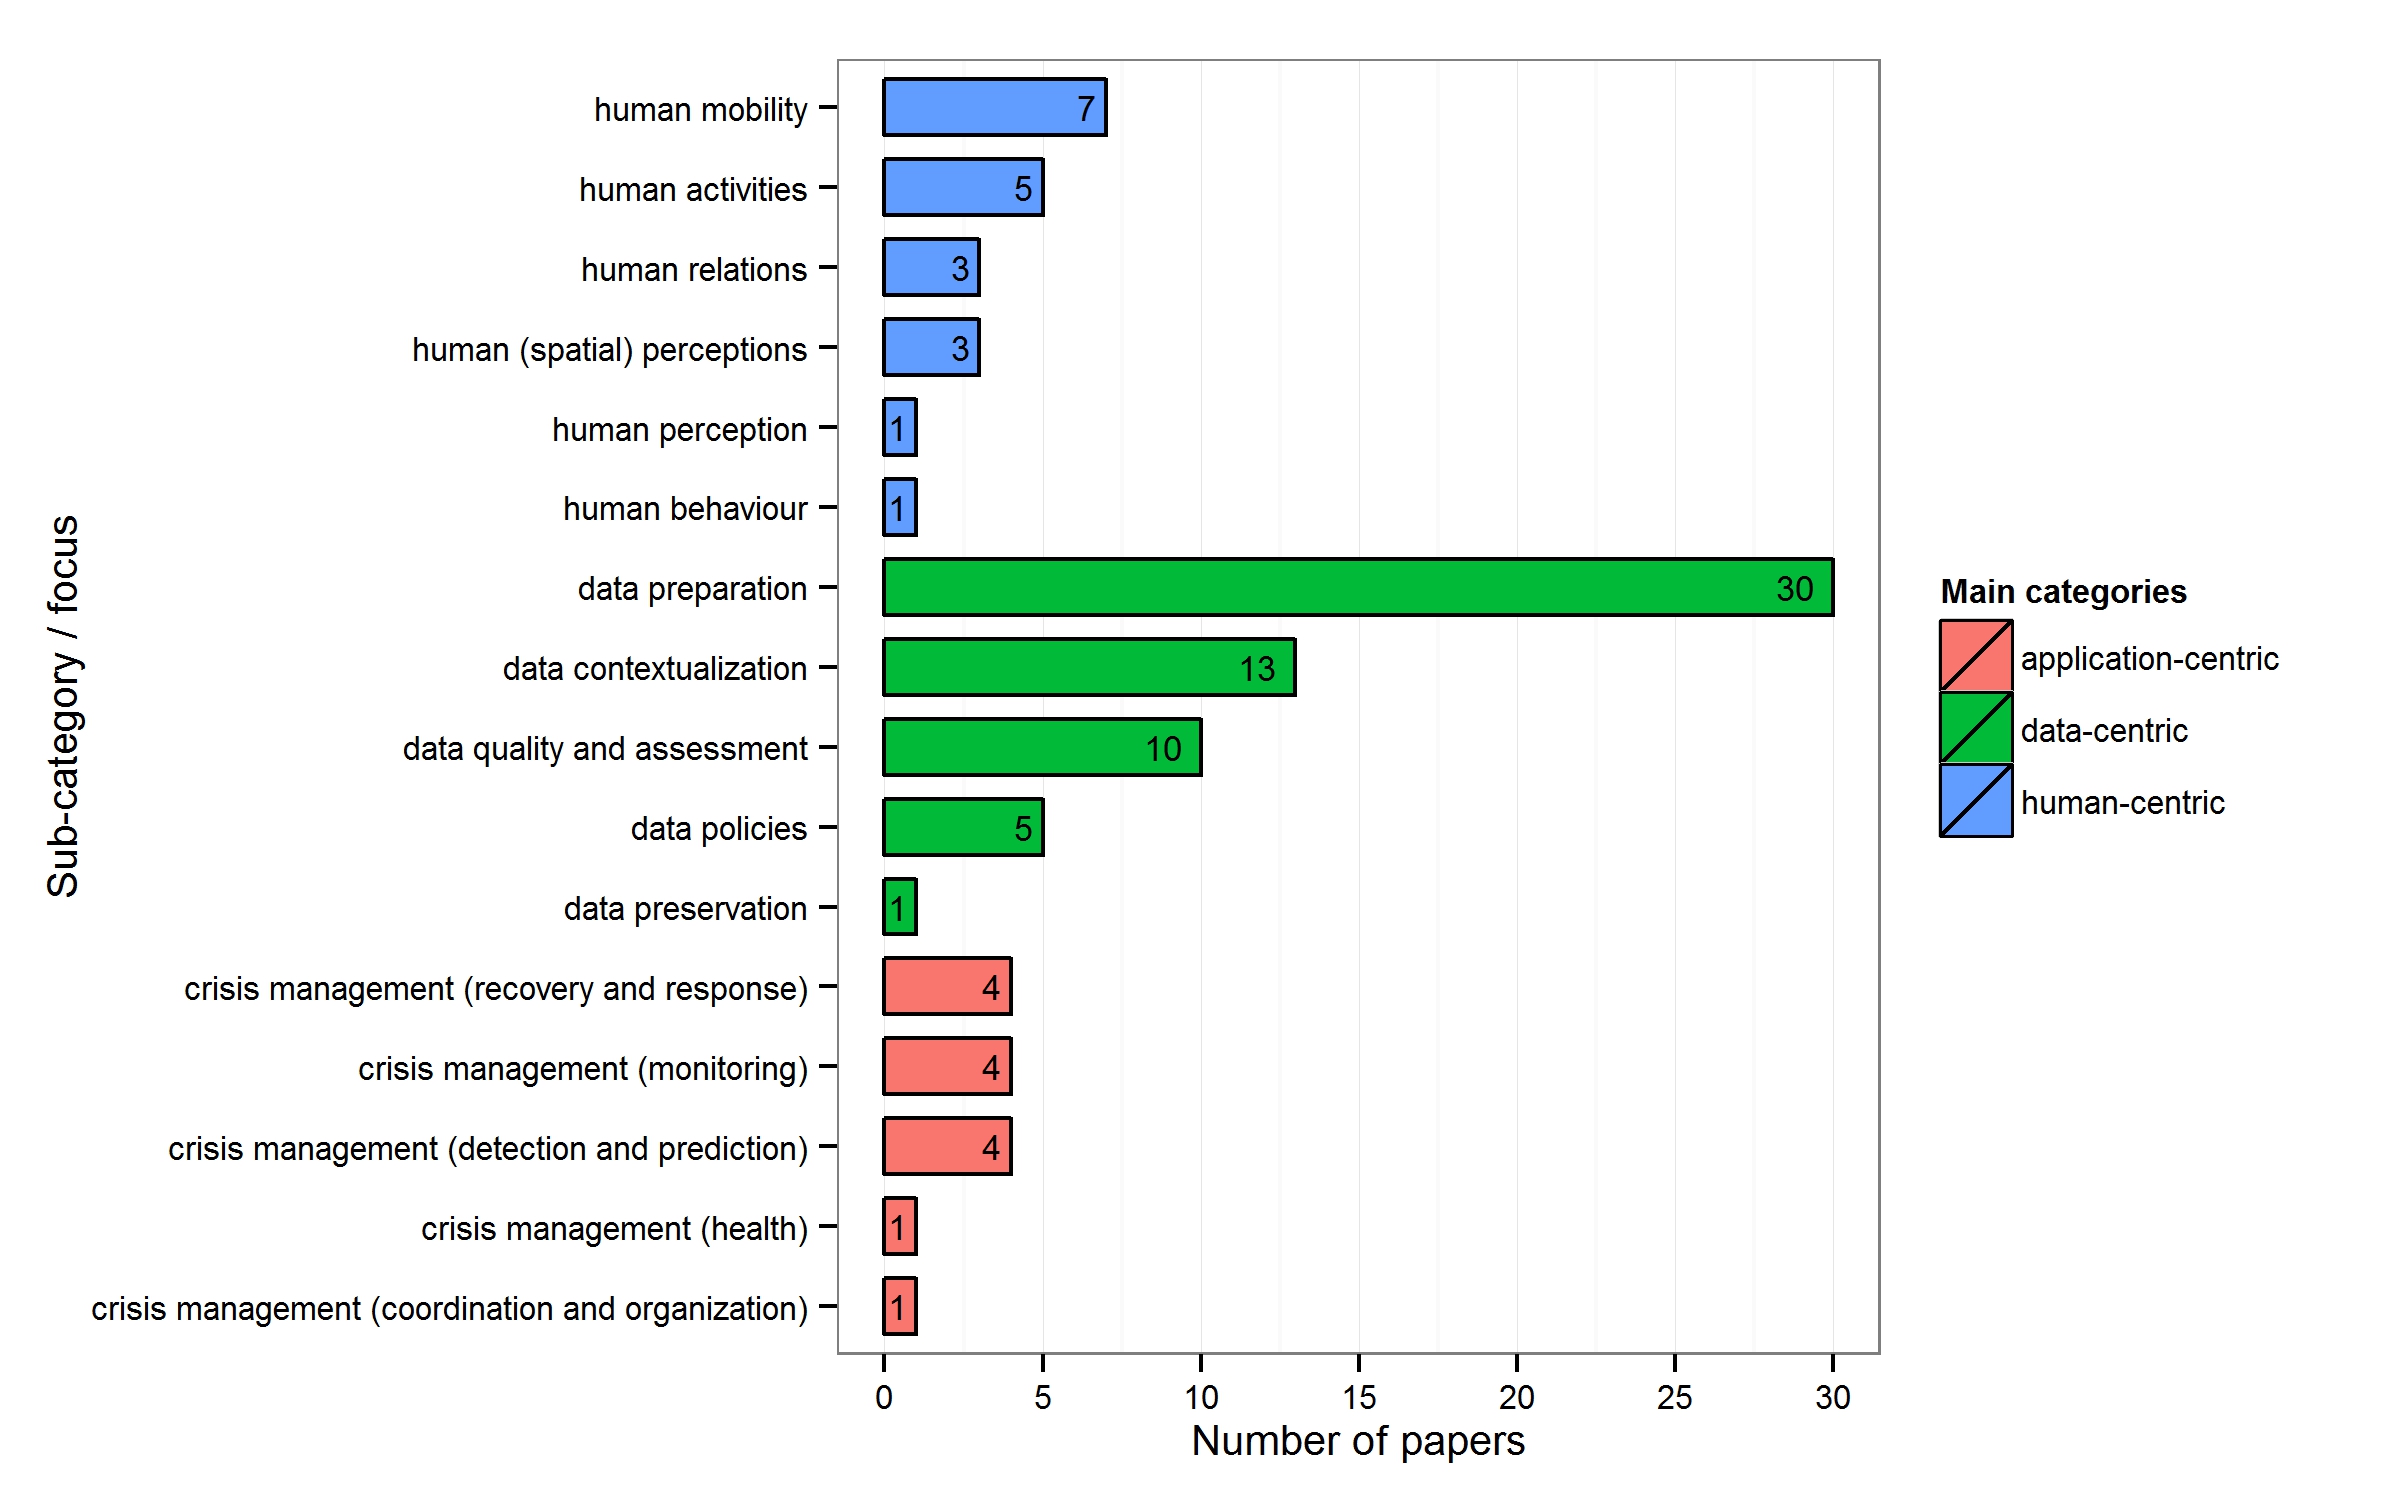 human mobility 7
human activities 5
human relations 3
human (spatial) perceptions 3
human perception 1
human behaviour 1
data preparation 30
data contextualization 13
data quality and assessment 10
data policies 5
data preservation 1
crisis management (recovery and response) 4
crisis management (monitoring) 4
crisis management (detection and prediction) 4
crisis management (health) 1
crisis management (coordination and organization) 1
0 5 10 15 20 25 30
Number of papers
Sub-category / focus
Main categories
application-centric
data-centric
human-centric